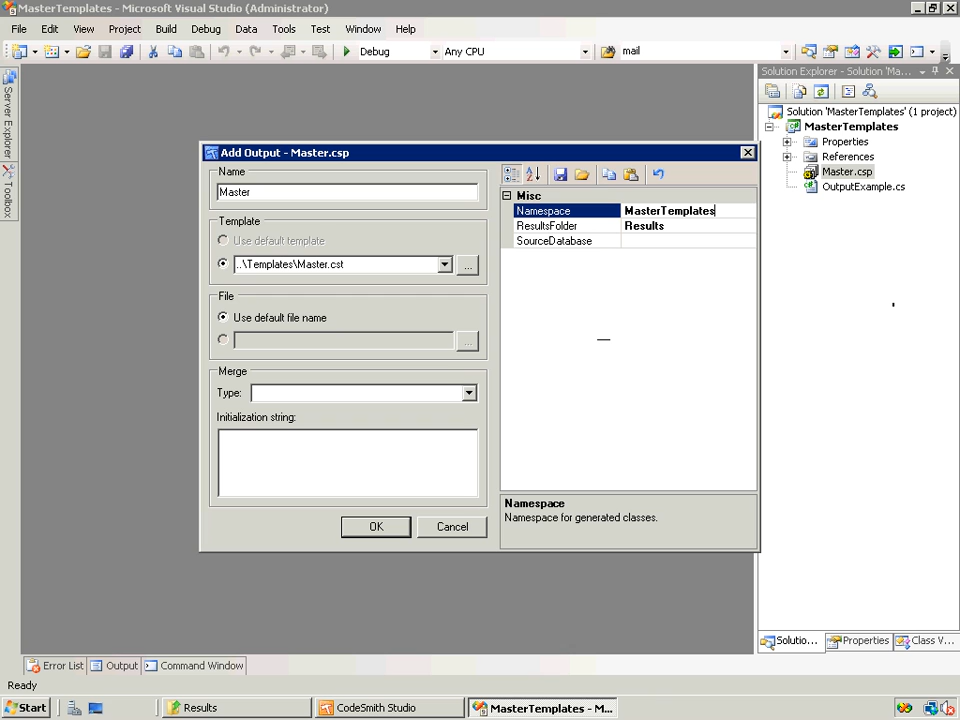 MasterTemplates - Microsoft Visual Studio (Administrator)
File Edit View Project Build Debug Data Tools Test Window Help
Debug Any CPU mail
Server Explorer
Toolbox
Solution Explorer - Solution 'Ma...
Solution 'MasterTemplates' (1 project)
MasterTemplates
Properties
References
Master.csp
OutputExample.cs
Add Output - Master.csp
Name
Master
Template
Use default template
..\Templates\Master.cst
...
File
Use default file name
...
Merge
Type:
Initialization string:
OK Cancel
Misc
Namespace MasterTemplates
ResultsFolder Results
SourceDatabase
Namespace
Namespace for generated classes.
Solutio... Properties Class V...
Error List Output Command Window
Ready
Start Results CodeSmith Studio MasterTemplates - M...